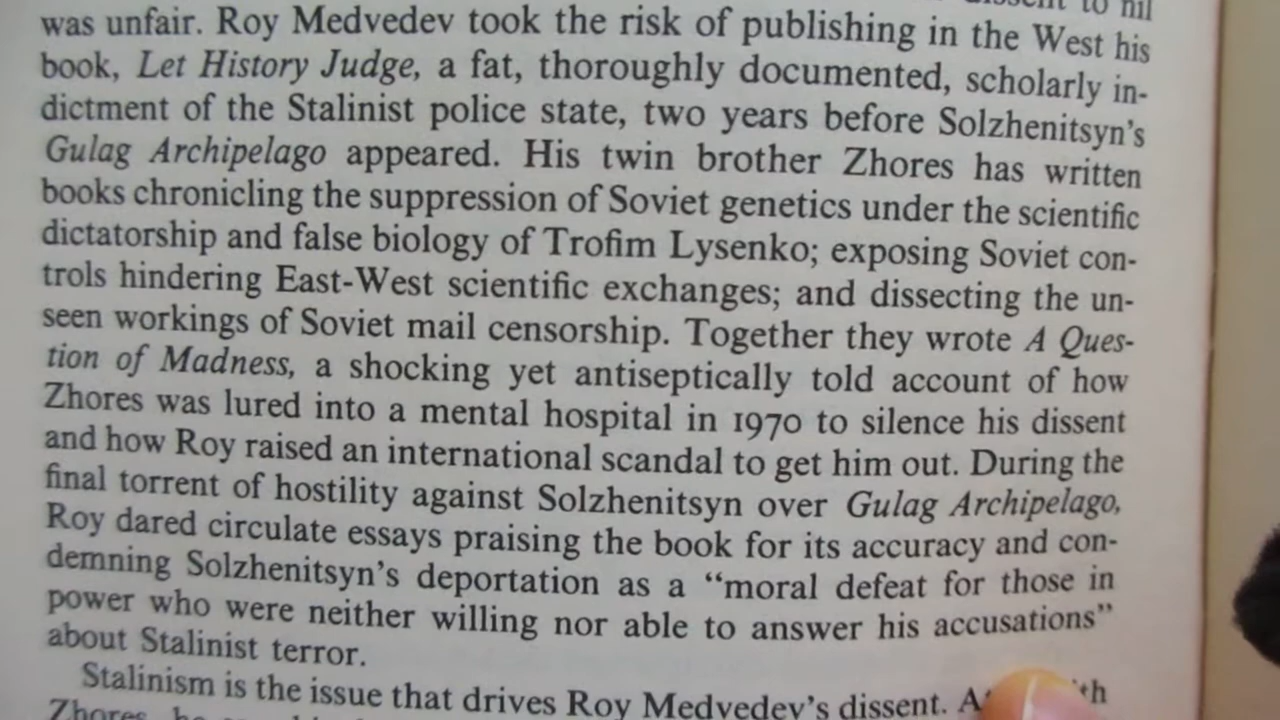 to nil
was unfair. Roy Medvedev took the risk of publishing in the West his
book, Let History Judge, a fat, thoroughly documented, scholarly in-
dictment of the Stalinist police state, two years before Solzhenitsyn's
Gulag Archipelago appeared. His twin brother Zhores has written
books chronicling the suppression of Soviet genetics under the scientific
dictatorship and false biology of Trofim Lysenko; exposing Soviet con-
trols hindering East-West scientific exchanges; and dissecting the un-
seen workings of Soviet mail censorship. Together they wrote A Ques-
tion of Madness, a shocking yet antiseptically told account of how
Zhores was lured into a mental hospital in 1970 to silence his dissent
and how Roy raised an international scandal to get him out. During the
final torrent of hostility against Solzhenitsyn over Gulag Archipelago,
Roy dared circulate essays praising the book for its accuracy and con-
demning Solzhenitsyn's deportation as a “moral defeat for those in
power who were neither willing nor able to answer his accusations”
about Stalinist terror.
Stalinism is the issue that drives Roy Medvedev's dissent.
Zhores, he